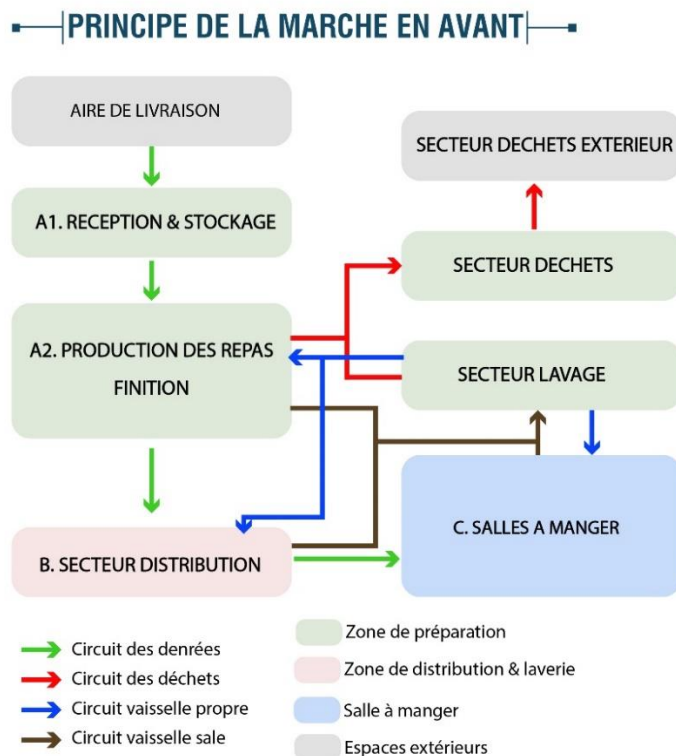 PRINCIPE DE LA MARCHE EN AVANT
AIRE DE LIVRAISON
SECTEUR DECHETS EXTERIEUR
A1. RECEPTION & STOCKAGE
SECTEUR DECHETS
A2. PRODUCTION DES REPAS
FINITION
SECTEUR LAVAGE
B. SECTEUR DISTRIBUTION
C. SALLES A MANGER
Circuit des denrées
Circuit des déchets
Circuit vaisselle propre
Circuit vaisselle sale
Zone de préparation
Zone de distribution & laverie
Salle à manger
Espaces extérieurs